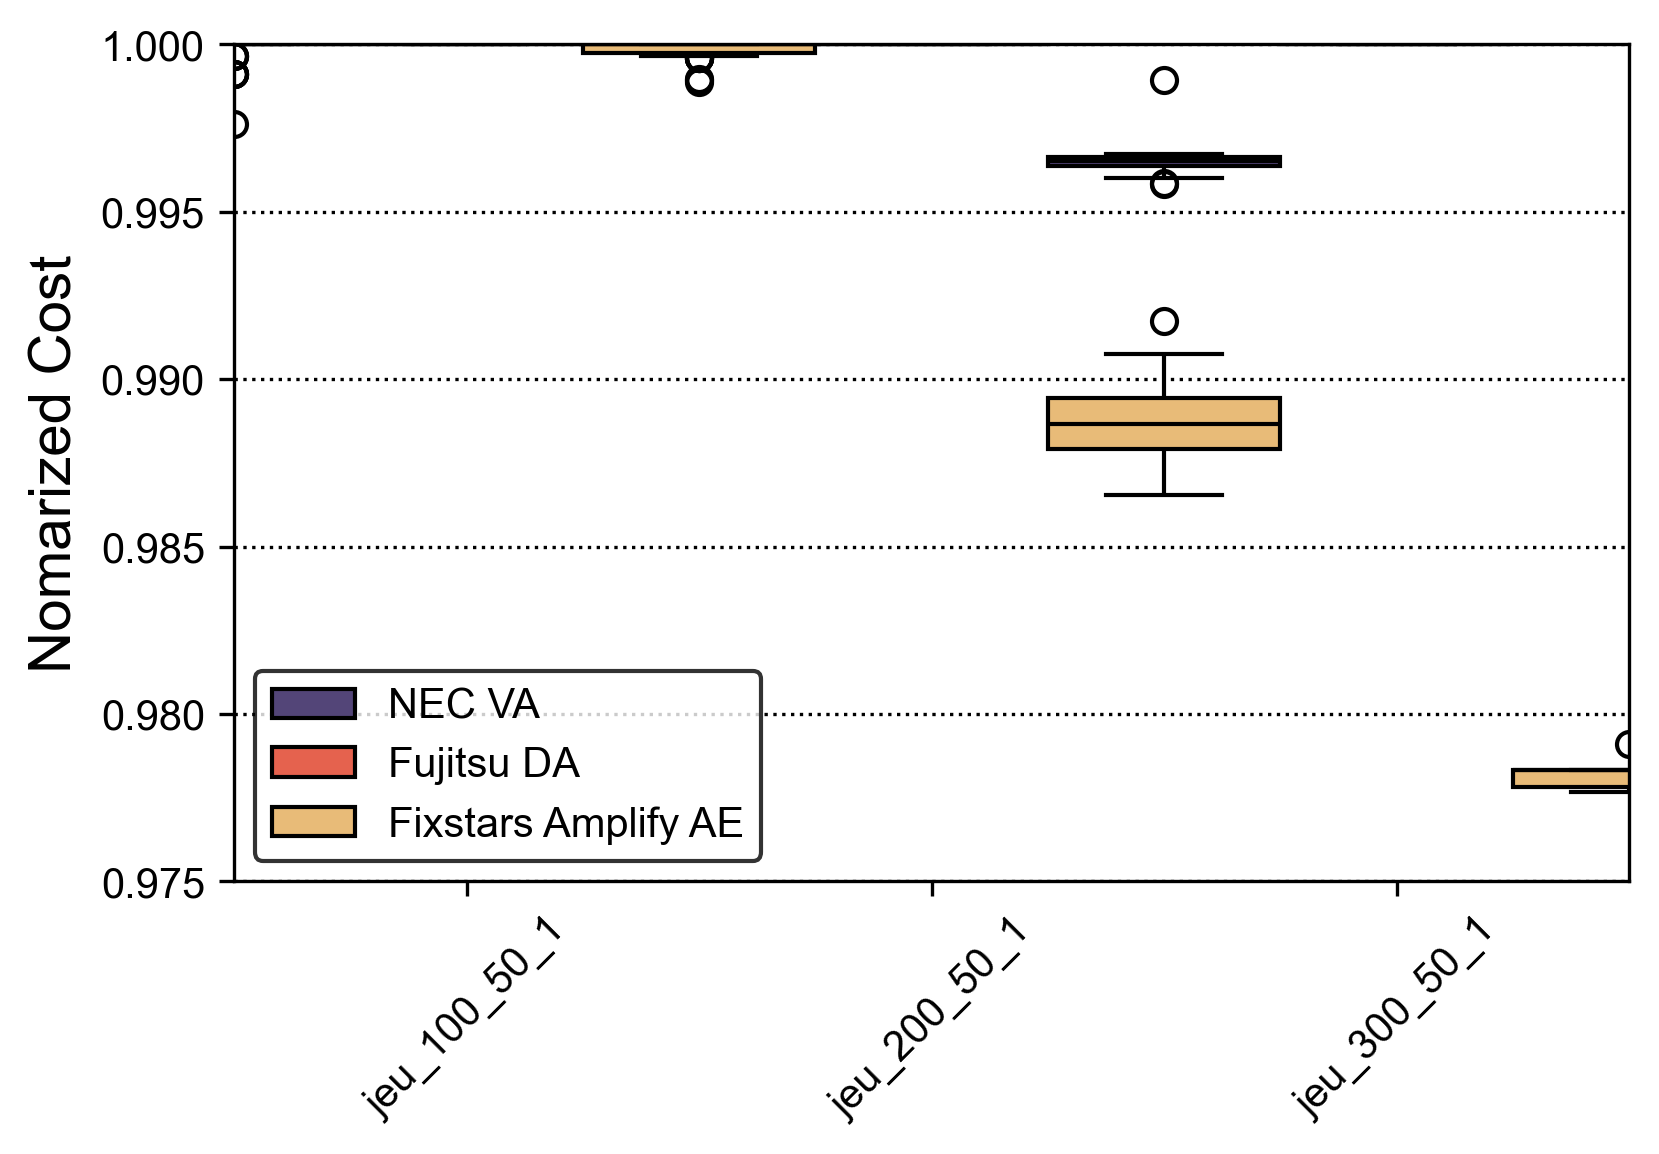 Nomarized Cost
1.000
0.995
0.990
0.985
0.980
0.975
NEC VA
Fujitsu DA
Fixstars Amplify AE
jeu_100_50_1
jeu_200_50_1
jeu_300_50_1